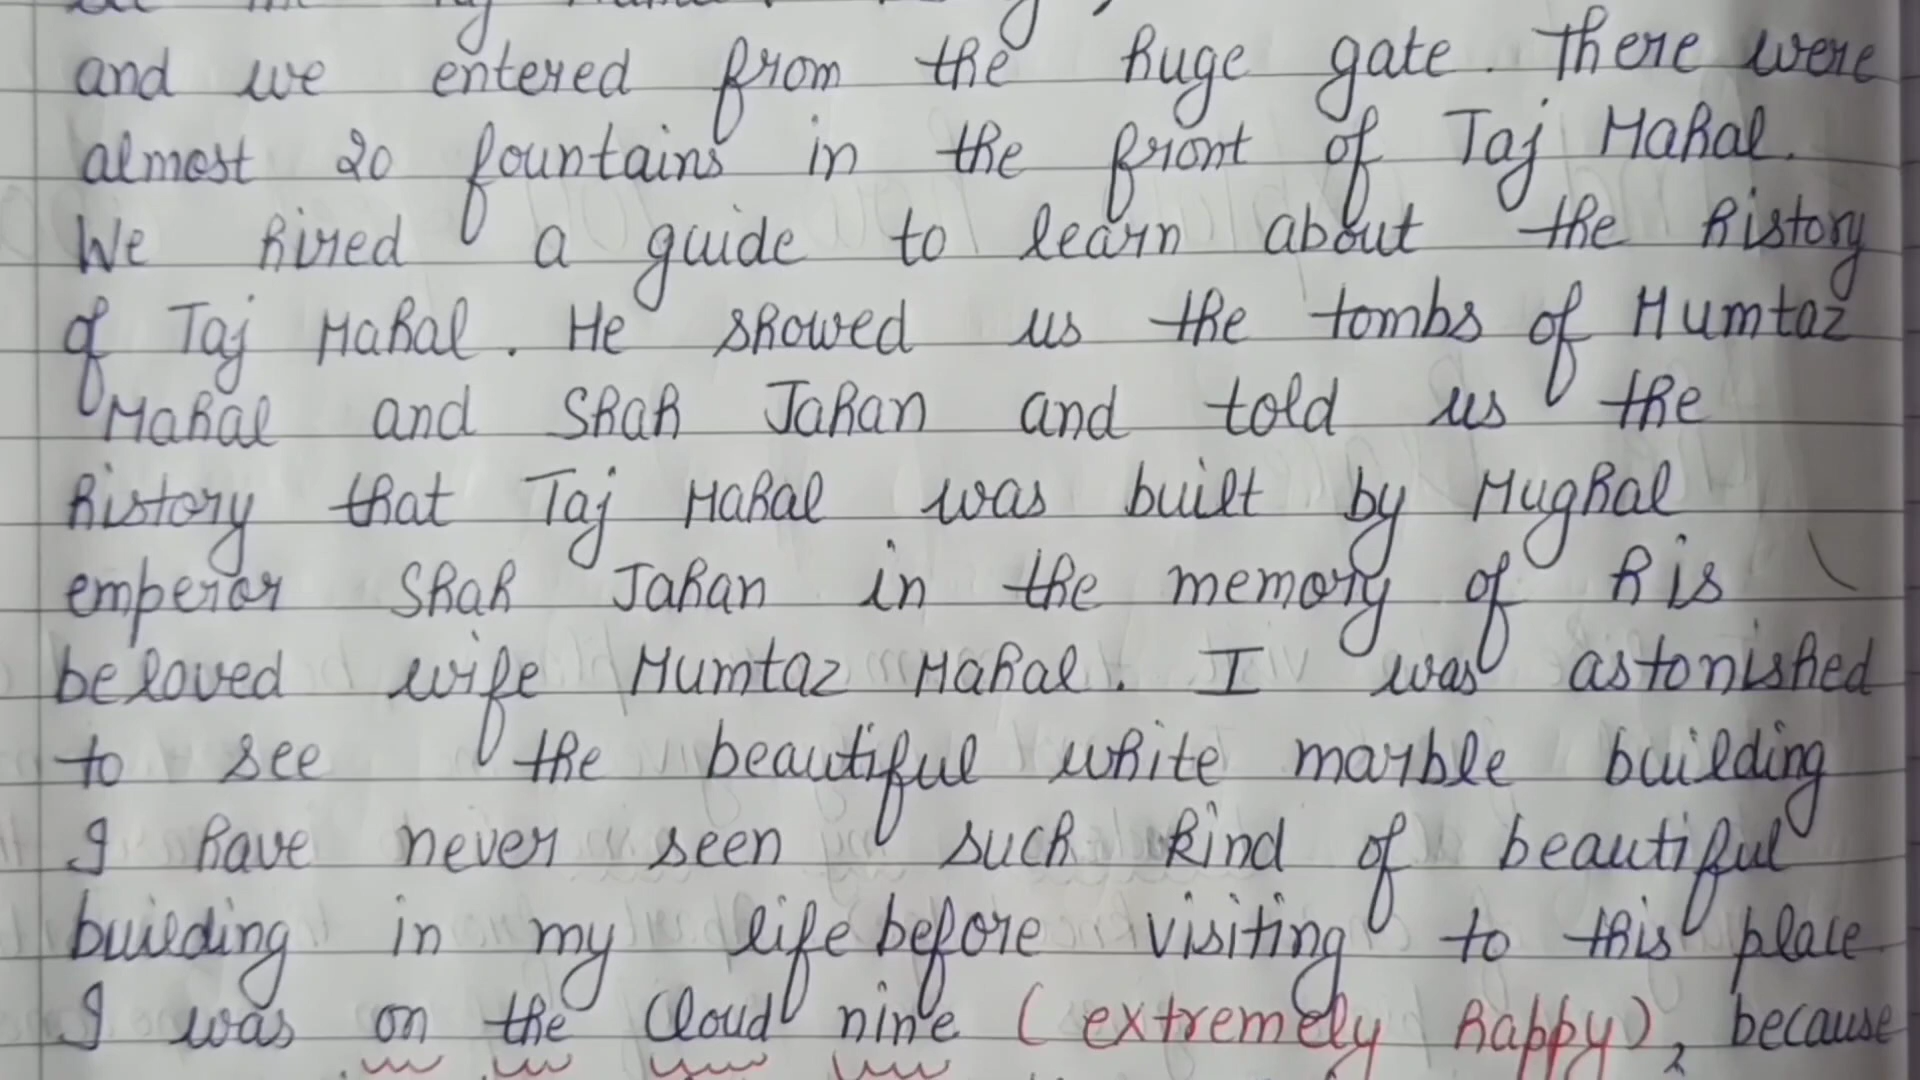 and we entered from the huge gate. There were
almost 20 fountains in the front of Taj Mahal.
We hired a guide to learn about the history
of Taj Mahal. He showed us the tombs of Mumtaz
Mahal and Shah Jahan and told us the
history that Taj Mahal was built by Mughal
emperor Shah Jahan in the memory of his
beloved wife Mumtaz Mahal. I was astonished
to see the beautiful white marble building
I have never seen such kind of beautiful
building in my life before visiting to this place
I was on the Cloud nine (extremely happy), because